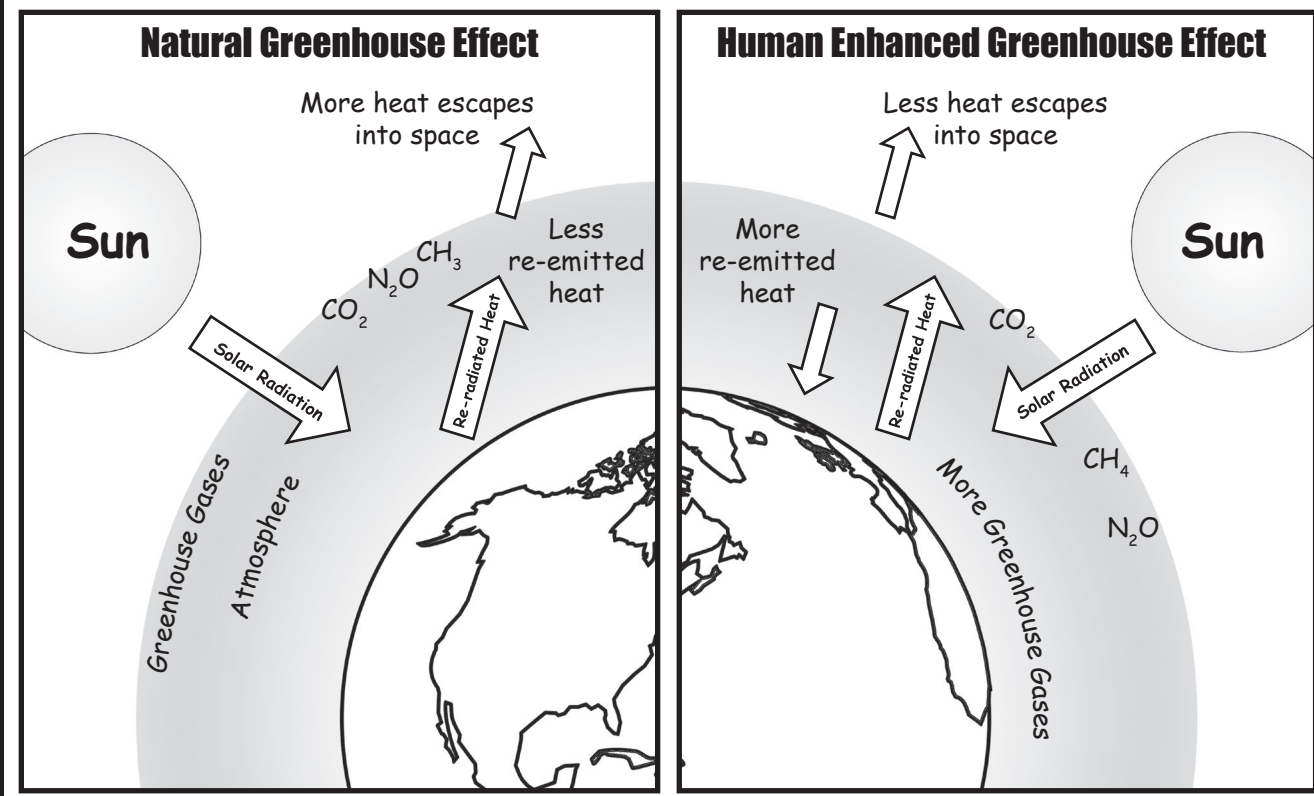 Natural Greenhouse Effect
More heat escapes
into space
Sun
Less
re-emitted
heat
CH₃
N₂O
CO₂
Solar Radiation
Re-radiated Heat
Greenhouse Gases
Atmosphere
Human Enhanced Greenhouse Effect
Less heat escapes
into space
Sun
More
re-emitted
heat
Re-radiated Heat
CO₂
Solar Radiation
CH₄
N₂O
More Greenhouse Gases